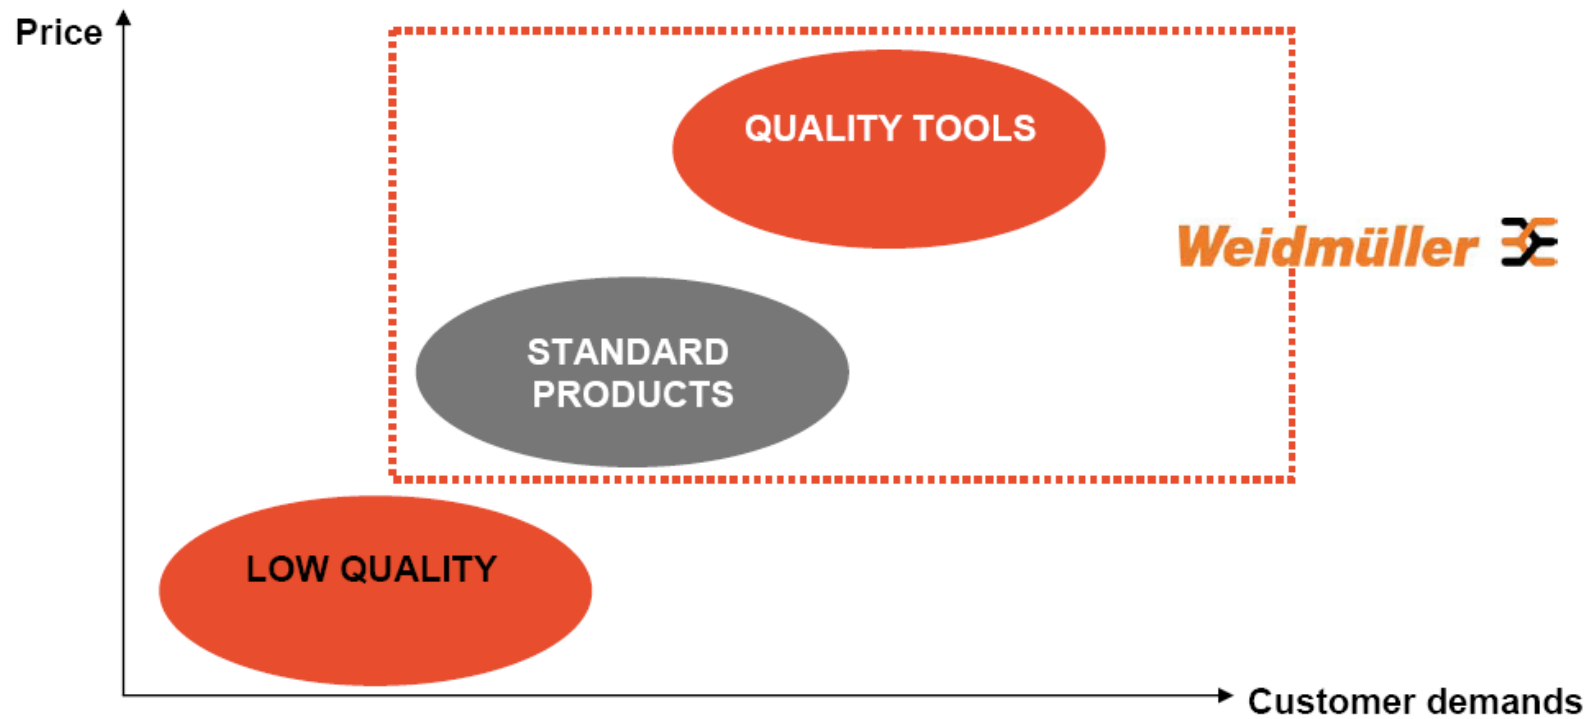 Price
QUALITY TOOLS
Weidmüller
STANDARD
PRODUCTS
LOW QUALITY
Customer demands